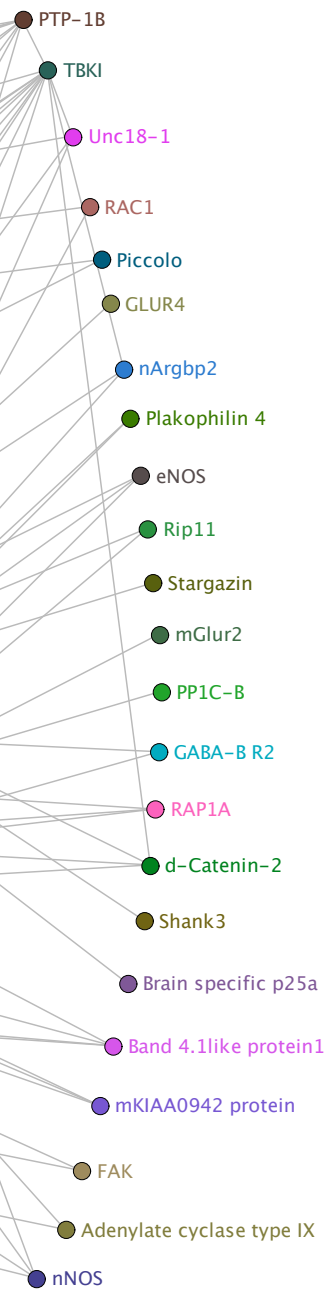 PTP-1B
TBKI
Unc18-1
RAC1
Piccolo
GLUR4
nArgbp2
Plakophilin 4
eNOS
Rip11
Stargazin
mGlur2
PP1C-B
GABA-B R2
RAP1A
d-Catenin-2
Shank3
Brain specific p25a
Band 4.1like protein1
mKIAA0942 protein
FAK
Adenylate cyclase type IX
nNOS